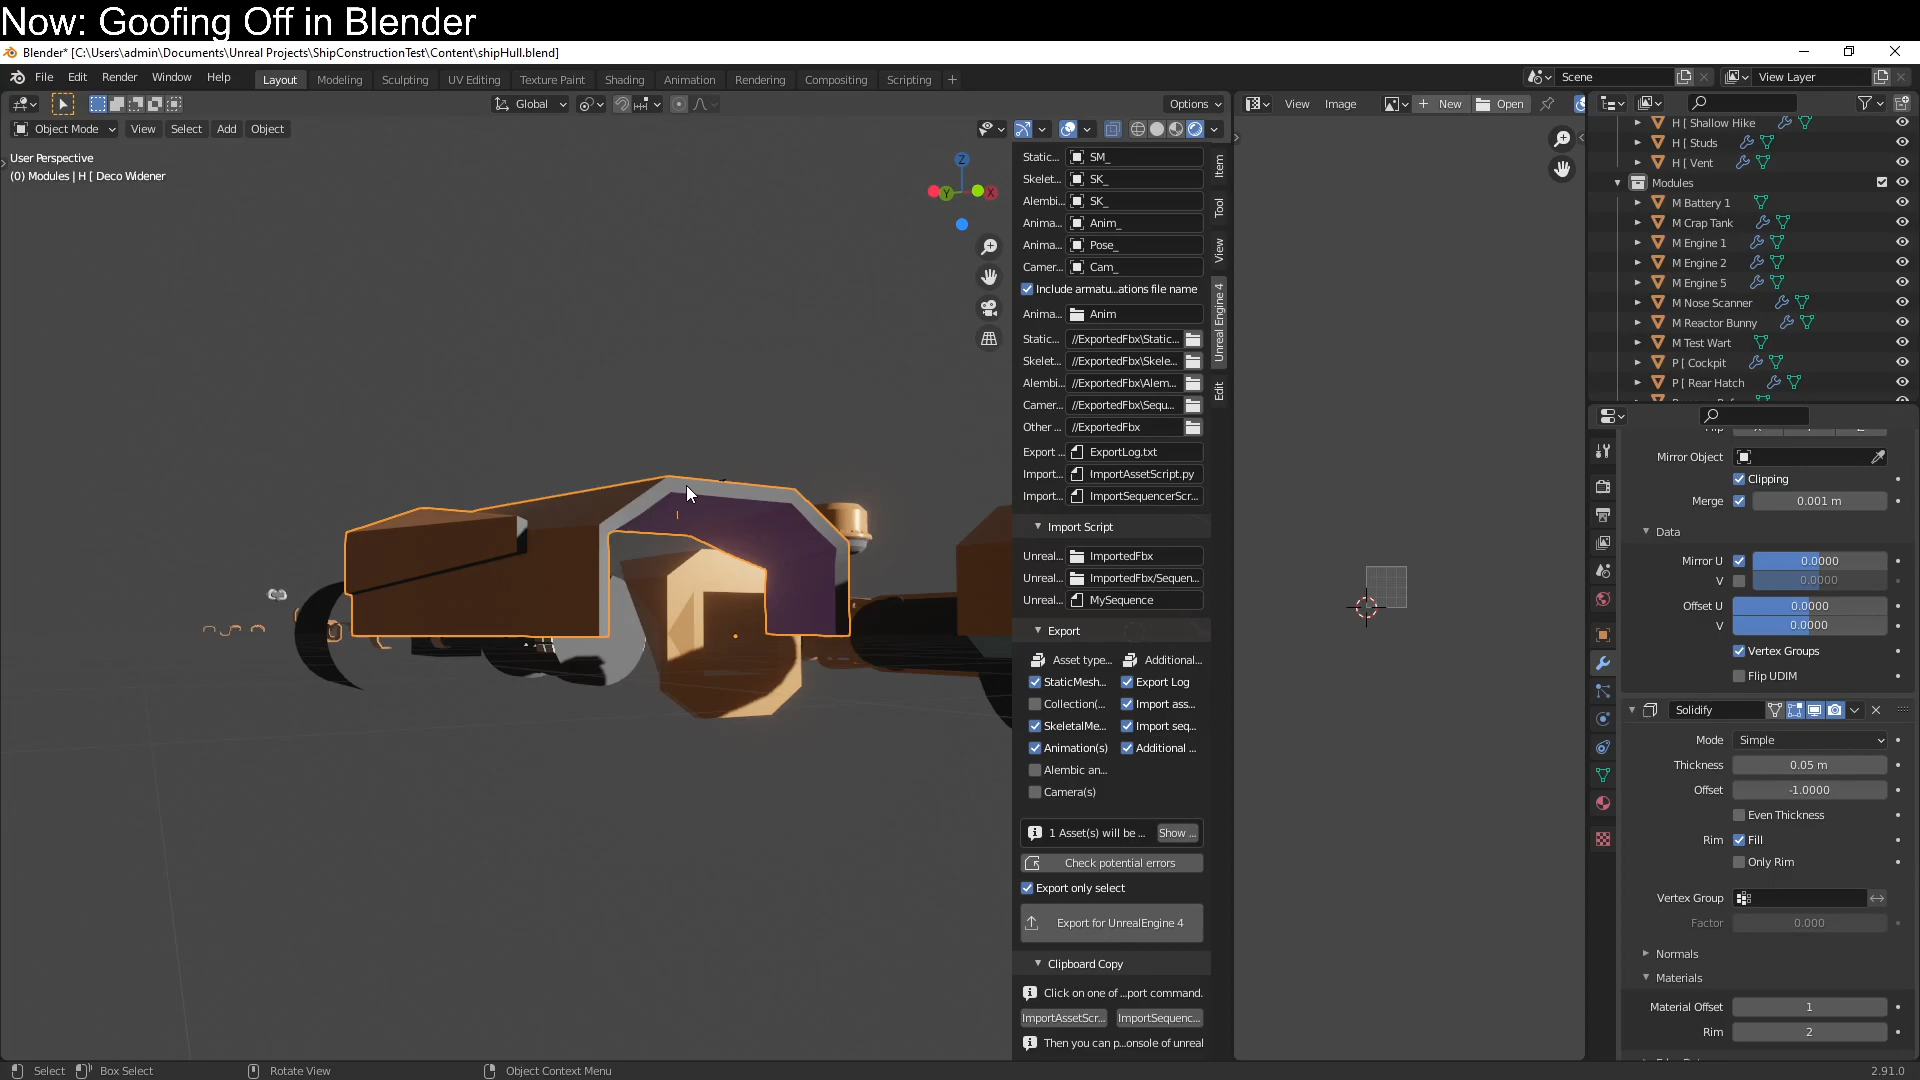 Now: Goofing Off in Blender
Blender* [C:\Users\admin\Documents\Unreal Projects\ShipConstructionTest\Content\shipHull.blend]
File Edit Render Window Help
Layout Modeling Sculpting UV Editing Texture Paint Shading Animation Rendering Compositing Scripting +
Scene
View Layer
Global
Options
View Image
New Open
Object Mode View Select Add Object
User Perspective
(0) Modules | H [ Deco Widener
Z
Y
X
Static... SM_
Skelet... SK_
Alembi... SK_
Anima... Anim_
Anima... Pose_
Camer... Cam_
Include armatu...ations file name
Anima... Anim
Static... //ExportedFbx\Static...
Skelet... //ExportedFbx\Skele...
Alembi... //ExportedFbx\Alem...
Camer... //ExportedFbx\Sequ...
Other ... //ExportedFbx
Export ... ExportLog.txt
Import... ImportAssetScript.py
Import... ImportSequencerScr...
Import Script
Unreal... ImportedFbx
Unreal... ImportedFbx/Sequen...
Unreal... MySequence
Export
Asset type... Additional...
StaticMesh... Export Log
Collection(... Import ass...
SkeletalMe... Import seq...
Animation(s) Additional ...
Alembic an...
Camera(s)
1 Asset(s) will be ... Show ...
Check potential errors
Export only select
Export for UnrealEngine 4
Clipboard Copy
Click on one of ...port command.
ImportAssetScr... ImportSequenc...
Then you can p...onsole of unreal
Item
Tool
View
Unreal Engine 4
Edit
H [ Shallow Hike
H [ Studs
H [ Vent
Modules
M Battery 1
M Crap Tank
M Engine 1
M Engine 2
M Engine 5
M Nose Scanner
M Reactor Bunny
M Test Wart
P [ Cockpit
P [ Rear Hatch
Mirror Object
Clipping
Merge 0.001 m
Data
Mirror U 0.0000
V 0.0000
Offset U 0.0000
V 0.0000
Vertex Groups
Flip UDIM
Solidify
Mode Simple
Thickness 0.05 m
Offset -1.0000
Even Thickness
Rim Fill
Only Rim
Vertex Group
Factor 0.000
Normals
Materials
Material Offset 1
Rim 2
Select Box Select Rotate View Object Context Menu 2.91.0